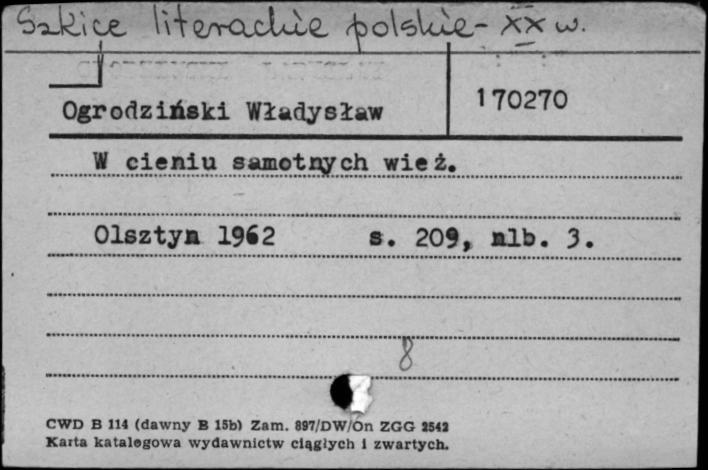 Szkice literackie polskie - XX w.
Ogrodziński Władysław
170270
W cieniu samotnych wież.
Olsztyn 1962 s. 209, nlb. 3.
8
CWD B 114 (dawny B 15b) Zam. 897/DW/On ZGG 2542
Karta katalogowa wydawnictw ciągłych i zwartych.